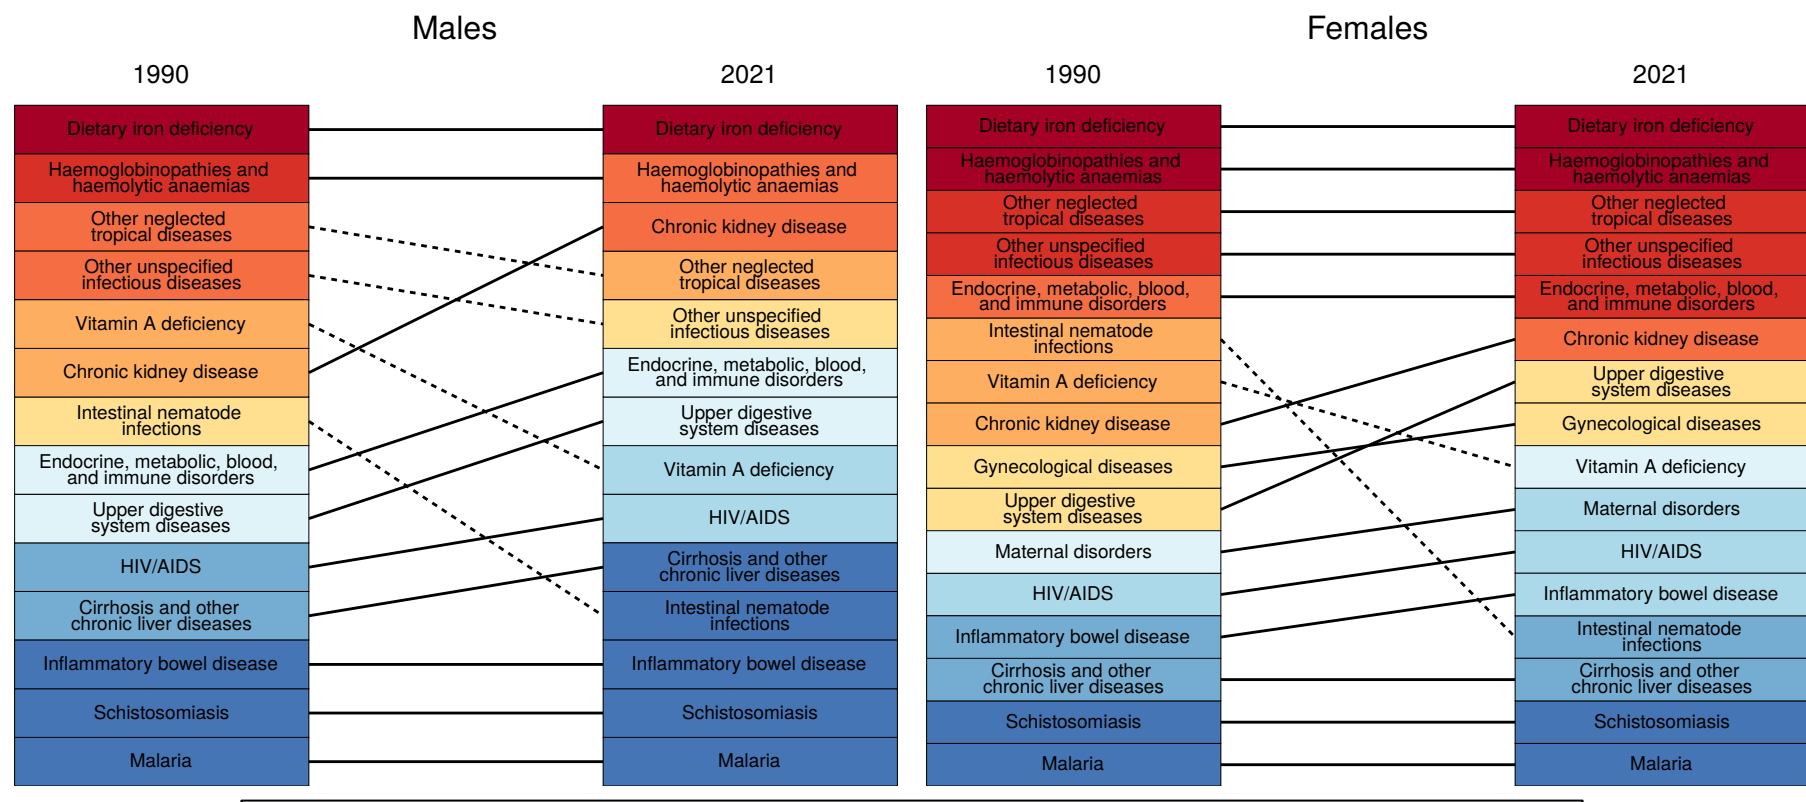 Males
1990
2021
Dietary iron deficiency
Haemoglobinopathies and
haemolytic anaemias
Other neglected
tropical diseases
Other unspecified
infectious diseases
Vitamin A deficiency
Chronic kidney disease
Intestinal nematode
infections
Endocrine, metabolic, blood,
and immune disorders
Upper digestive
system diseases
HIV/AIDS
Cirrhosis and other
chronic liver diseases
Inflammatory bowel disease
Schistosomiasis
Malaria
Dietary iron deficiency
Haemoglobinopathies and
haemolytic anaemias
Chronic kidney disease
Other neglected
tropical diseases
Other unspecified
infectious diseases
Endocrine, metabolic, blood,
and immune disorders
Upper digestive
system diseases
Vitamin A deficiency
HIV/AIDS
Cirrhosis and other
chronic liver diseases
Intestinal nematode
infections
Inflammatory bowel disease
Schistosomiasis
Malaria
Females
1990
2021
Dietary iron deficiency
Haemoglobinopathies and
haemolytic anaemias
Other neglected
tropical diseases
Other unspecified
infectious diseases
Endocrine, metabolic, blood,
and immune disorders
Intestinal nematode
infections
Vitamin A deficiency
Chronic kidney disease
Gynecological diseases
Upper digestive
system diseases
Maternal disorders
HIV/AIDS
Inflammatory bowel disease
Cirrhosis and other
chronic liver diseases
Schistosomiasis
Malaria
Dietary iron deficiency
Haemoglobinopathies and
haemolytic anaemias
Other neglected
tropical diseases
Other unspecified
infectious diseases
Endocrine, metabolic, blood,
and immune disorders
Chronic kidney disease
Upper digestive
system diseases
Gynecological diseases
Vitamin A deficiency
Maternal disorders
HIV/AIDS
Inflammatory bowel disease
Intestinal nematode
infections
Cirrhosis and other
chronic liver diseases
Schistosomiasis
Malaria